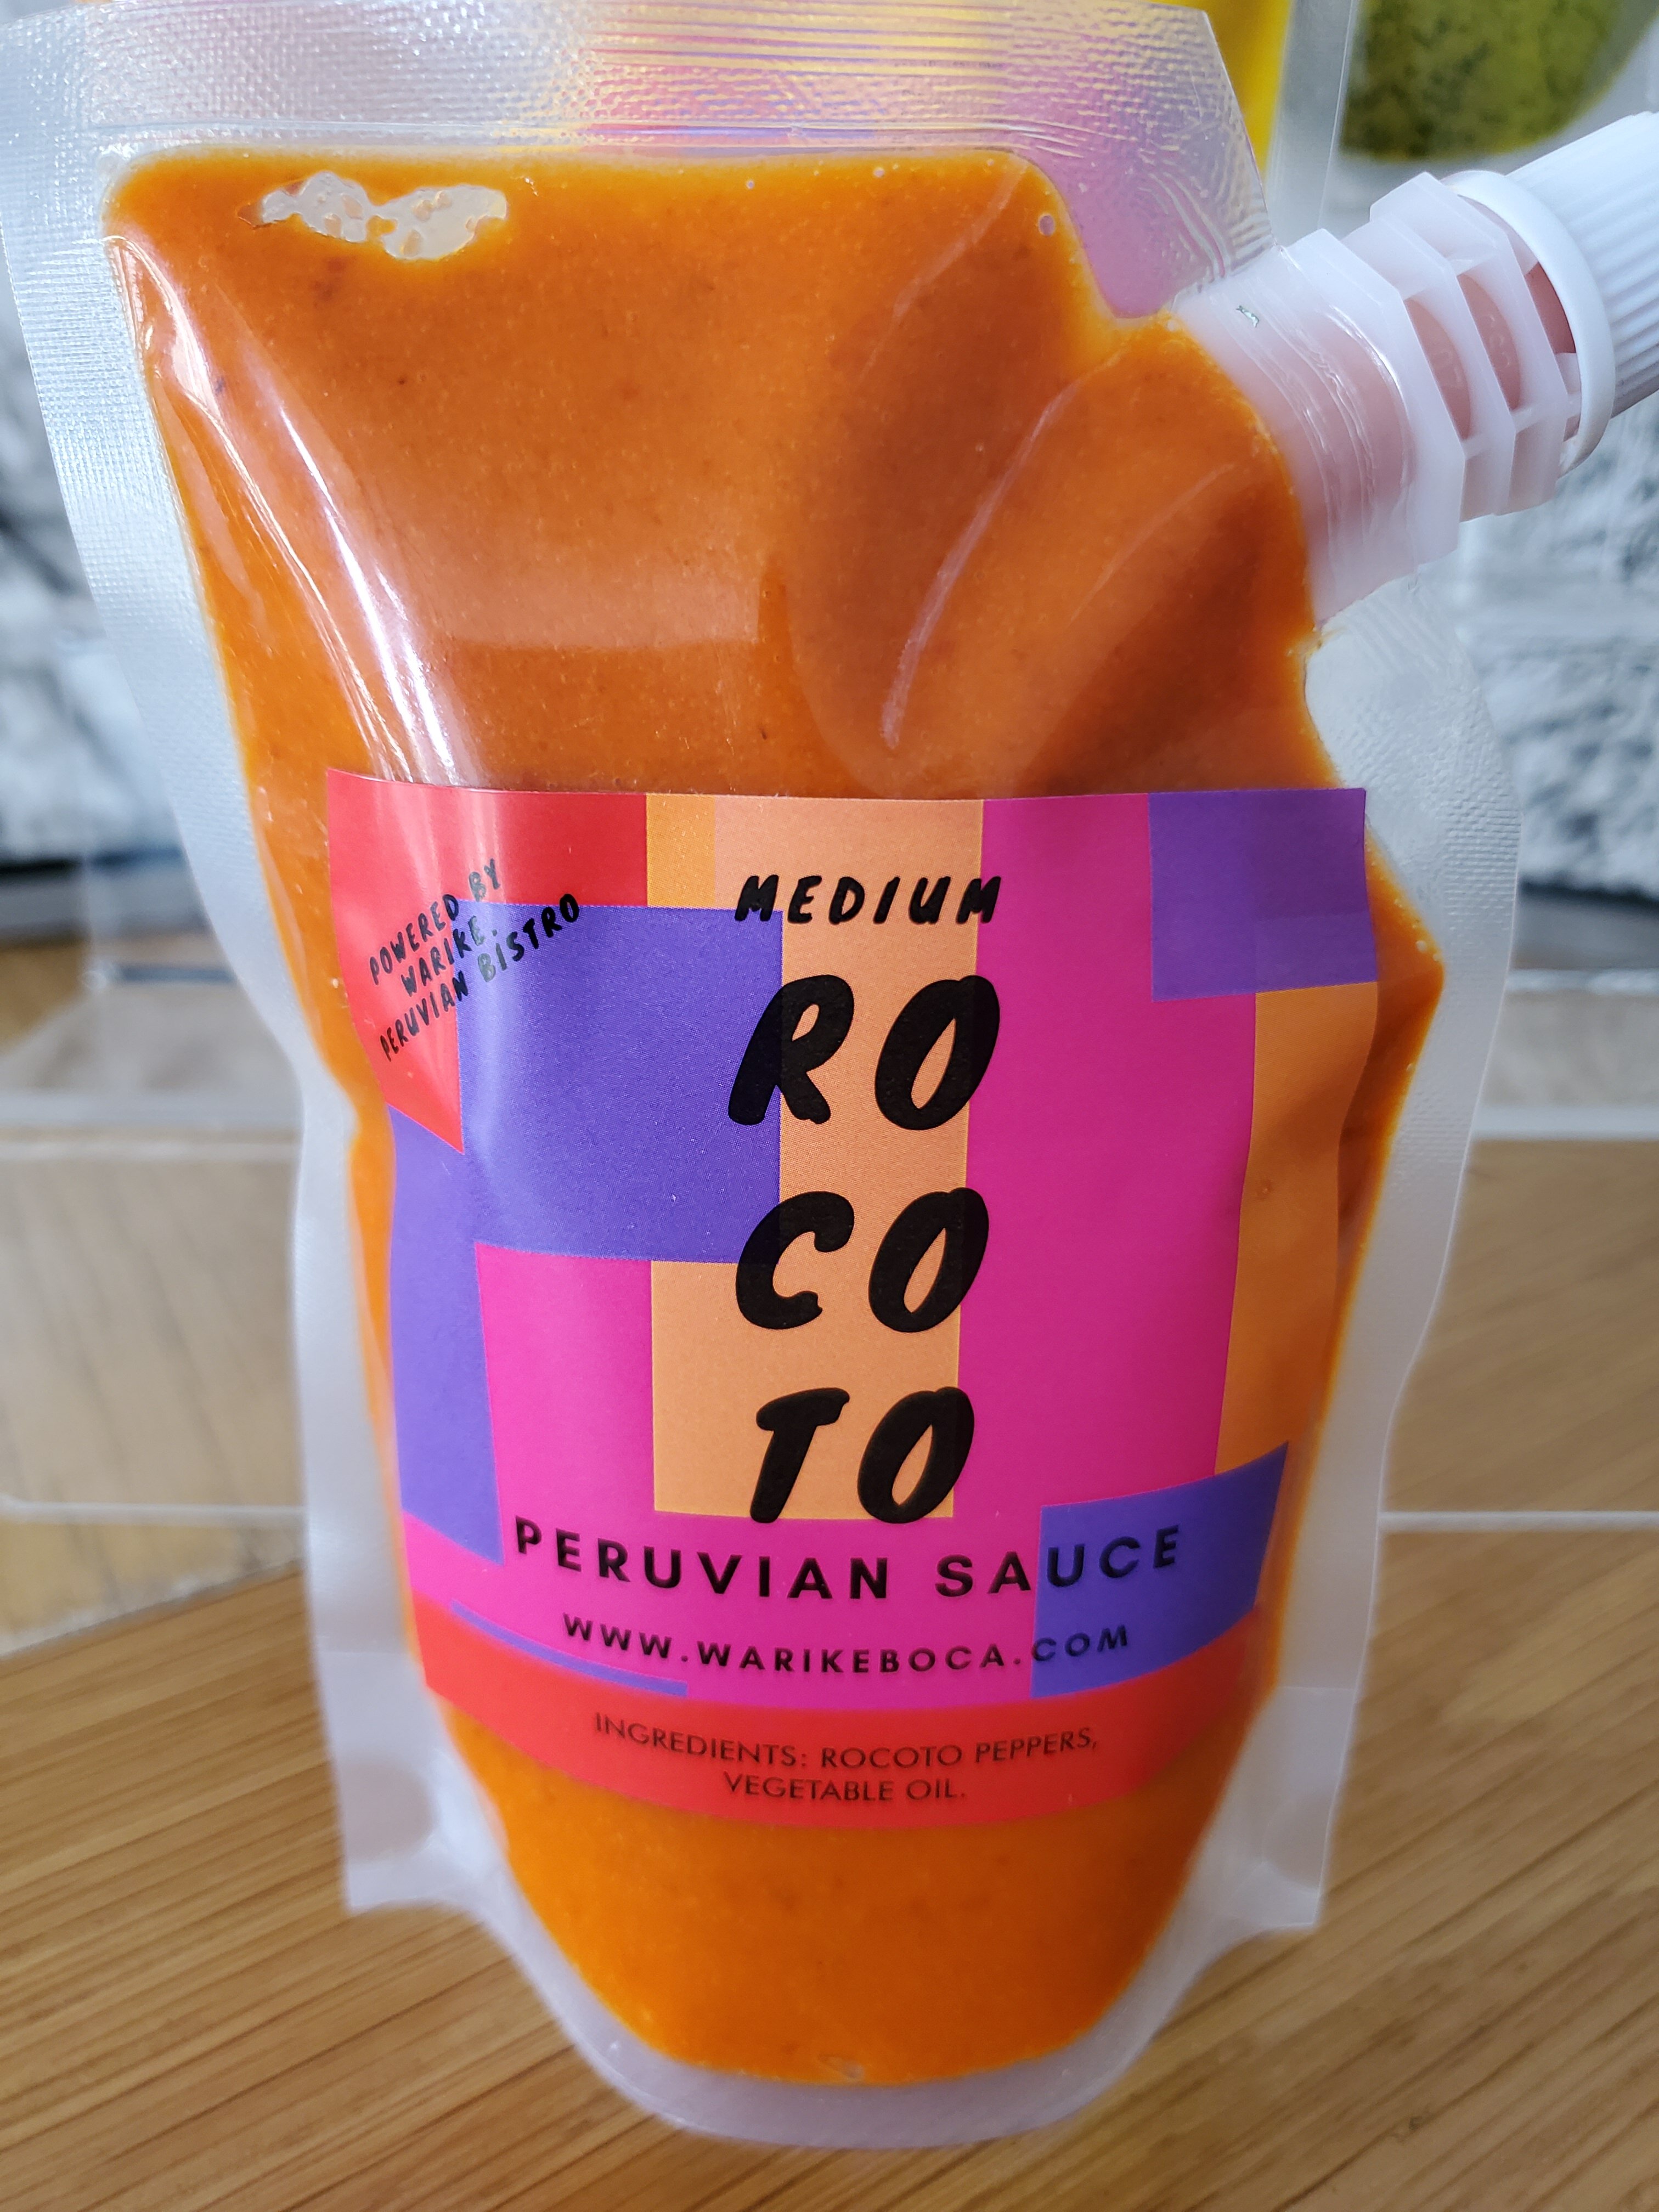 POWERED BY
WARIKE.
PERUVIAN BISTRO
MEDIUM
RO
CO
TO
PERUVIAN SAUCE
WWW.WARIKEBOCA.COM
INGREDIENTS: ROCOTO PEPPERS,
VEGETABLE OIL.